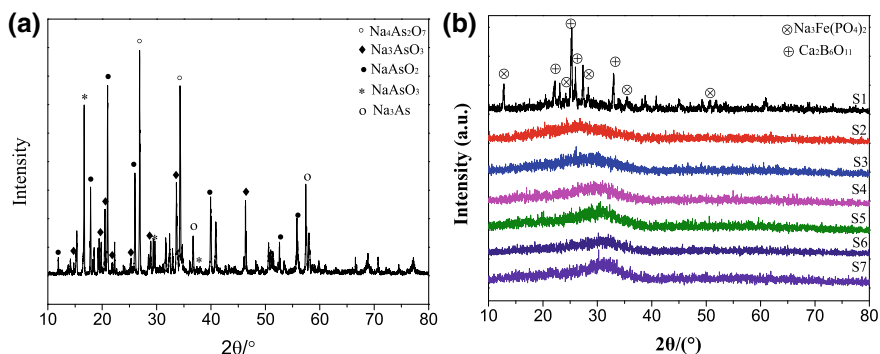 (a)
Intensity
○ Na₄As₂O₇
♦ Na₃AsO₃
● NaAsO₂
* NaAsO₃
○ Na₃As
10 20 30 40 50 60 70 80
2θ/°
(b)
Intensity (a.u.)
⊗ Na₃Fe(PO₄)₂
⊕ Ca₂B₆O₁₁
S1
S2
S3
S4
S5
S6
S7
10 20 30 40 50 60 70 80
2θ/(°)